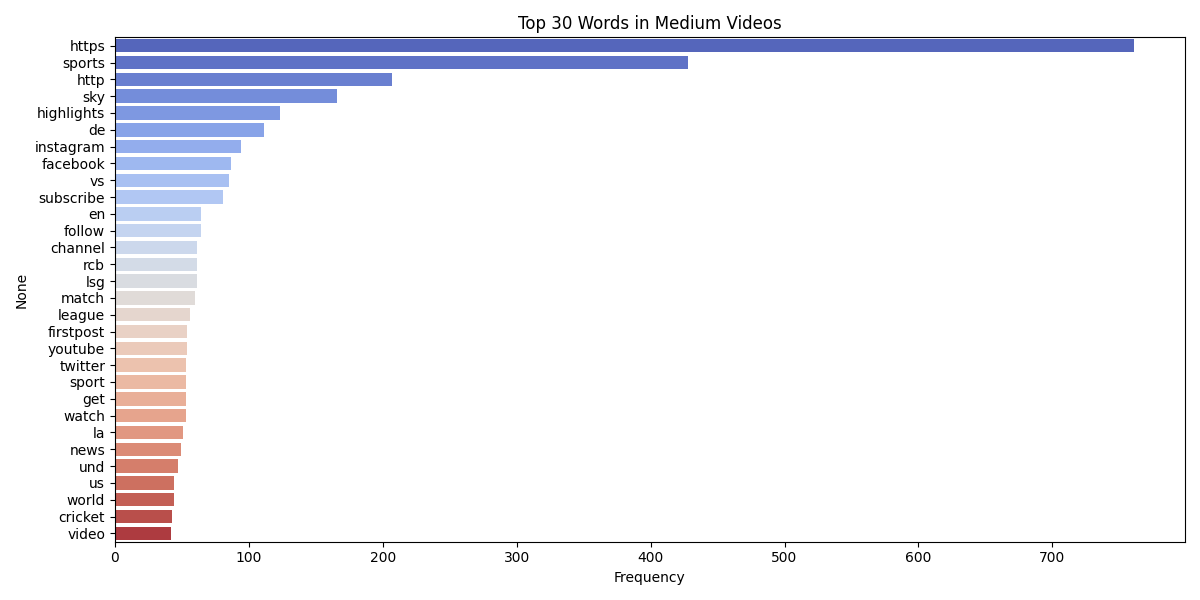 Top 30 Words in Medium Videos
https
sports
http
sky
highlights
de
instagram
facebook
vs
subscribe
en
follow
channel
rcb
lsg
match
league
firstpost
youtube
twitter
sport
get
watch
la
news
und
us
world
cricket
video
None
0 100 200 300 400 500 600 700
Frequency